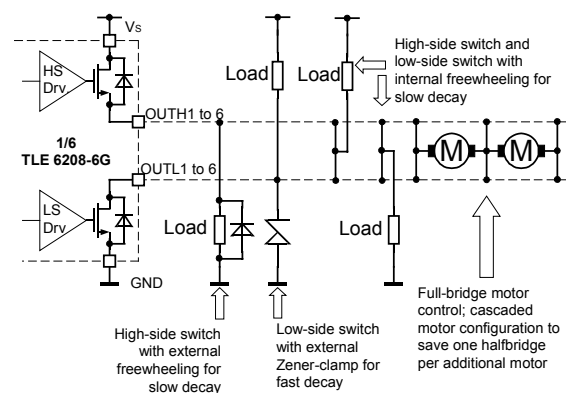 Vs
HS
Drv
Load
Load
High-side switch and
low-side switch with
internal freewheeling for
slow decay
OUTH1 to 6
1/6
TLE 6208-6G
M
M
OUTL1 to 6
LS
Drv
Load
Load
GND
High-side switch
with external
freewheeling for
slow decay
Low-side switch
with external
Zener-clamp for
fast decay
Full-bridge motor
control; cascaded
motor configuration to
save one halfbridge
per additional motor